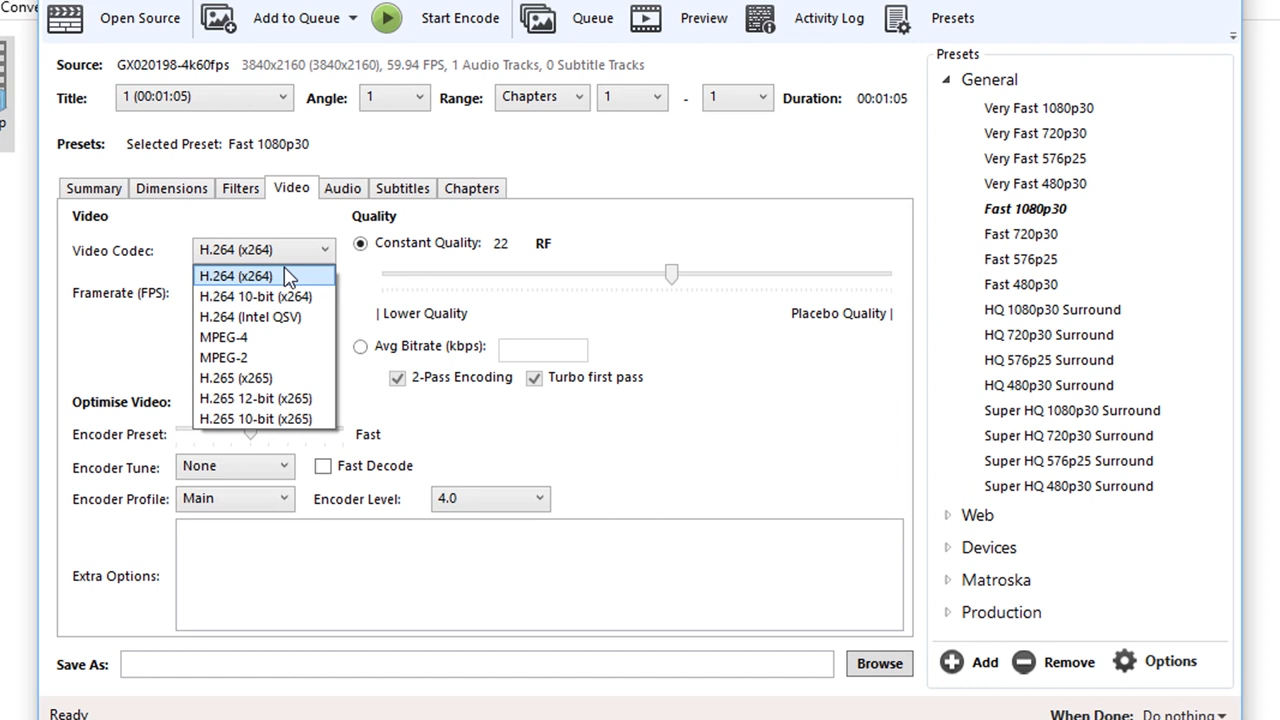 Conve
Open Source Add to Queue Start Encode Queue Preview Activity Log Presets
Source: GX020198-4k60fps 3840x2160 (3840x2160), 59.94 FPS, 1 Audio Tracks, 0 Subtitle Tracks
Title: 1 (00:01:05) Angle: 1 Range: Chapters 1 - 1 Duration: 00:01:05
p
Presets: Selected Preset: Fast 1080p30
Summary Dimensions Filters Video Audio Subtitles Chapters
Video Quality
Video Codec: H.264 (x264) Constant Quality: 22 RF
H.264 (x264)
Framerate (FPS): H.264 10-bit (x264)
H.264 (Intel QSV) | Lower Quality Placebo Quality |
MPEG-4 Avg Bitrate (kbps):
MPEG-2
H.265 (x265) 2-Pass Encoding Turbo first pass
Optimise Video: H.265 12-bit (x265)
H.265 10-bit (x265)
Encoder Preset: Fast
Encoder Tune: None Fast Decode
Encoder Profile: Main Encoder Level: 4.0
Extra Options:
Save As: Browse
Ready When Done: Do nothing
Presets
General
Very Fast 1080p30
Very Fast 720p30
Very Fast 576p25
Very Fast 480p30
Fast 1080p30
Fast 720p30
Fast 576p25
Fast 480p30
HQ 1080p30 Surround
HQ 720p30 Surround
HQ 576p25 Surround
HQ 480p30 Surround
Super HQ 1080p30 Surround
Super HQ 720p30 Surround
Super HQ 576p25 Surround
Super HQ 480p30 Surround
Web
Devices
Matroska
Production
Add Remove Options